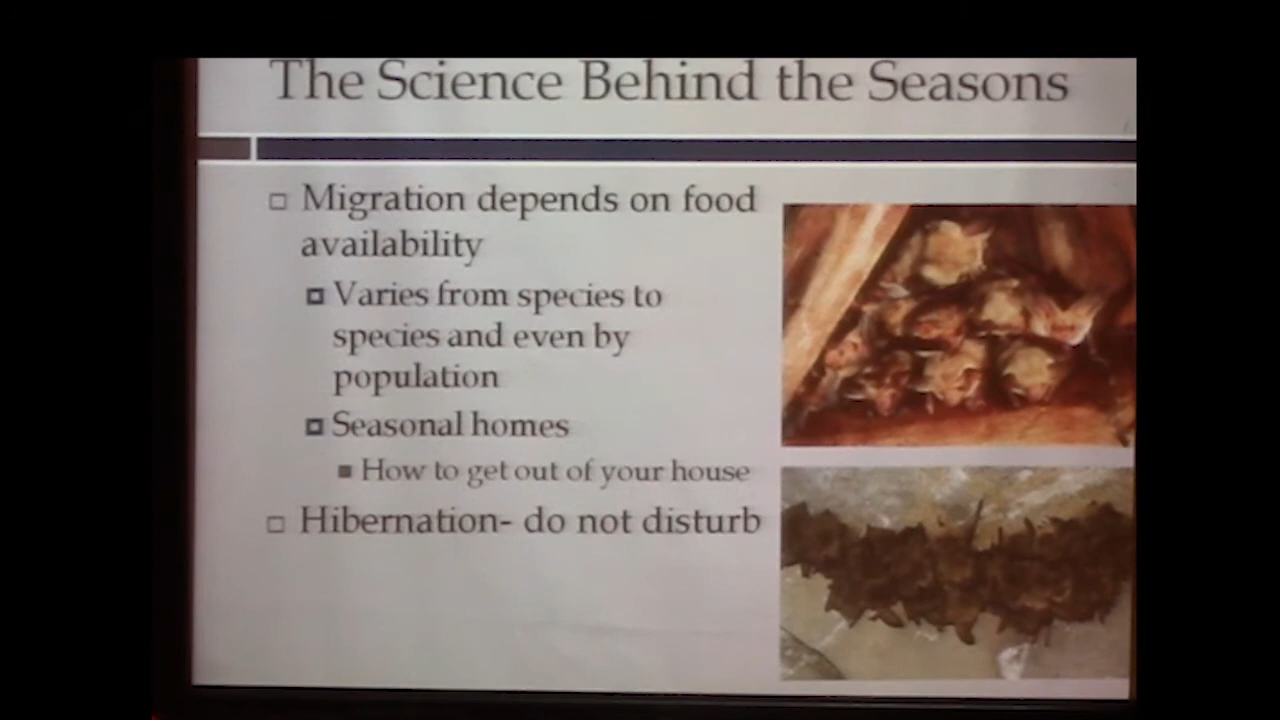 The Science Behind the Seasons
Migration depends on food
availability
Varies from species to
species and even by
population
Seasonal homes
How to get out of your house
Hibernation- do not disturb